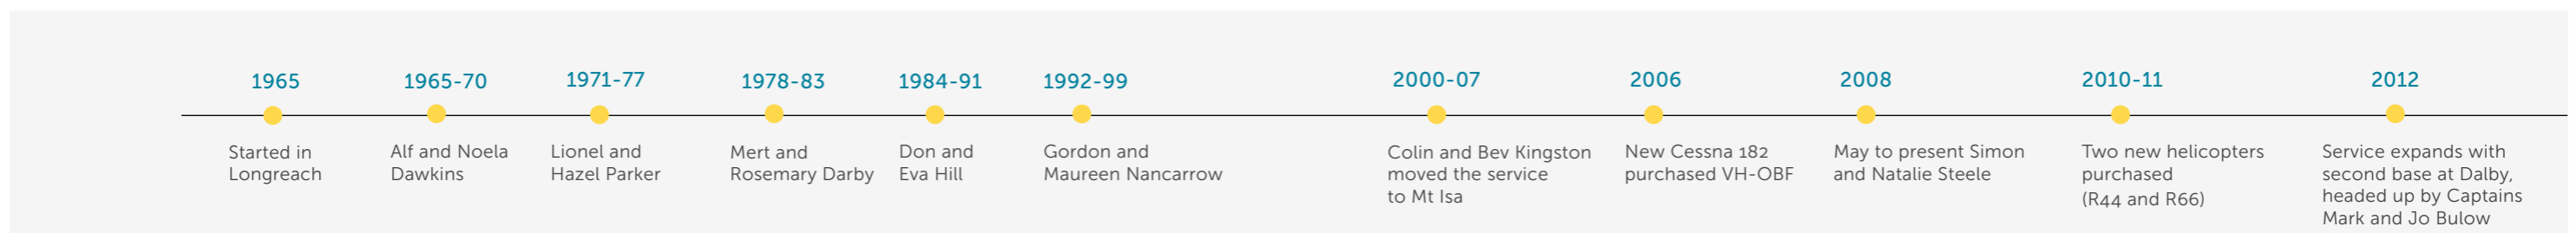 1965
Started in
Longreach
1965-70
Alf and Noela
Dawkins
1971-77
Lionel and
Hazel Parker
1978-83
Mert and
Rosemary Darby
1984-91
Don and
Eva Hill
1992-99
Gordon and
Maureen Nancarrow
2000-07
Colin and Bev Kingston
moved the service
to Mt Isa
2006
New Cessna 182
purchased VH-OBF
2008
May to present Simon
and Natalie Steele
2010-11
Two new helicopters
purchased
(R44 and R66)
2012
Service expands with
second base at Dalby,
headed up by Captains
Mark and Jo Bulow